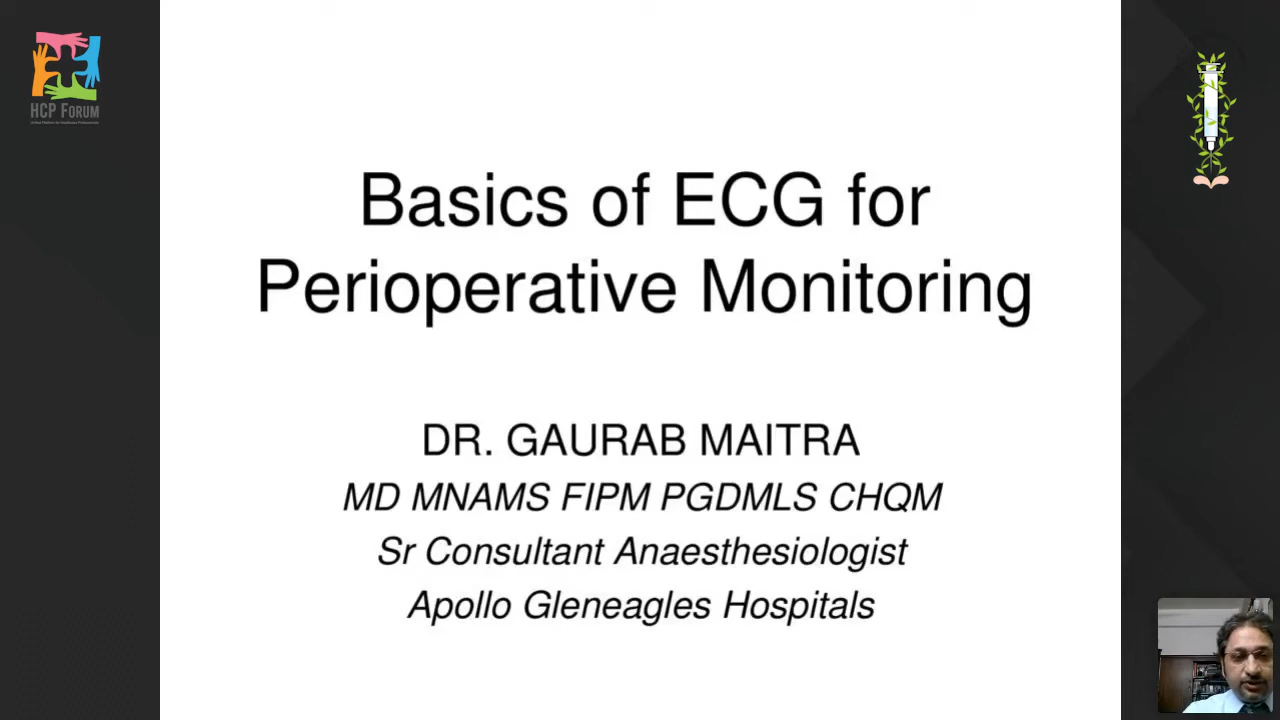 HCP FORUM
Basics of ECG for
Perioperative Monitoring
DR. GAURAB MAITRA
MD MNAMS FIPM PGDMLS CHQM
Sr Consultant Anaesthesiologist
Apollo Gleneagles Hospitals